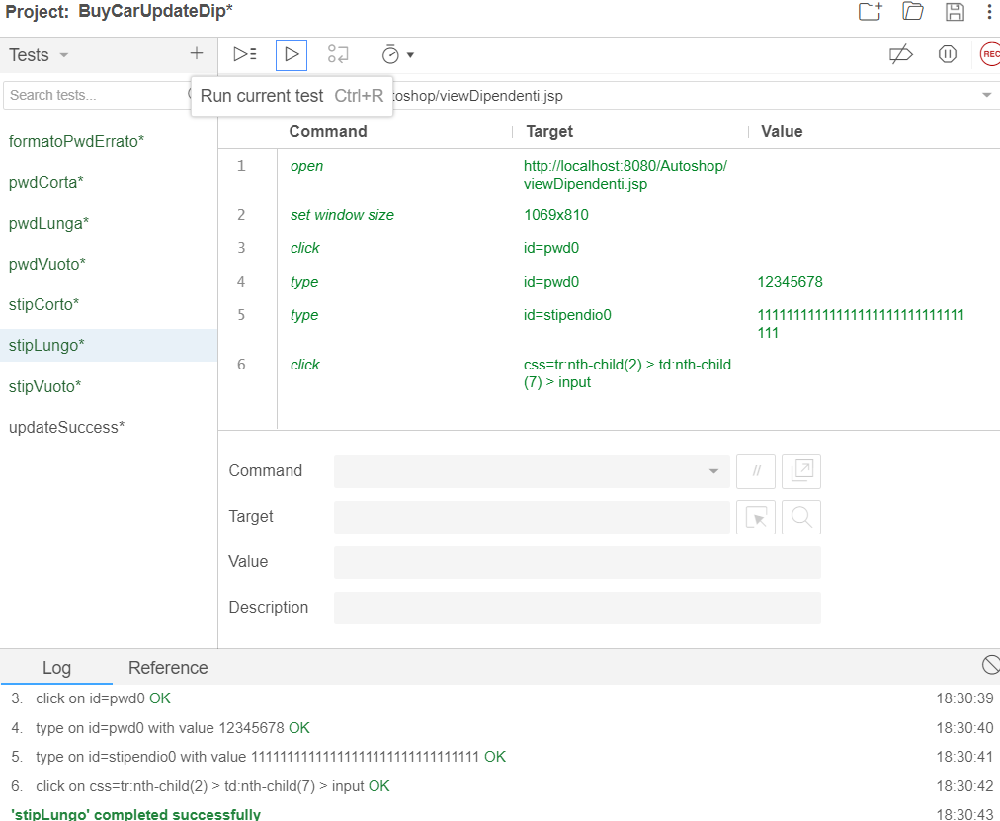 Project: BuyCarUpdateDip*
Tests
Run current test Ctrl+R
Search tests...
toshop/viewDipendenti.jsp
REC
Command Target Value
formatoPwdErrato*
pwdCorta*
pwdLunga*
pwdVuoto*
stipCorto*
stipLungo*
stipVuoto*
updateSuccess*
1 open http://localhost:8080/Autoshop/
viewDipendenti.jsp
2 set window size 1069x810
3 click id=pwd0
4 type id=pwd0 12345678
5 type id=stipendio0 11111111111111111111111111111
111
6 click css=tr:nth-child(2) > td:nth-child
(7) > input
Command
//
Target
Value
Description
Log Reference
3. click on id=pwd0 OK 18:30:39
4. type on id=pwd0 with value 12345678 OK 18:30:40
5. type on id=stipendio0 with value 11111111111111111111111111111111 OK 18:30:41
6. click on css=tr:nth-child(2) > td:nth-child(7) > input OK 18:30:42
'stipLungo' completed successfully 18:30:43